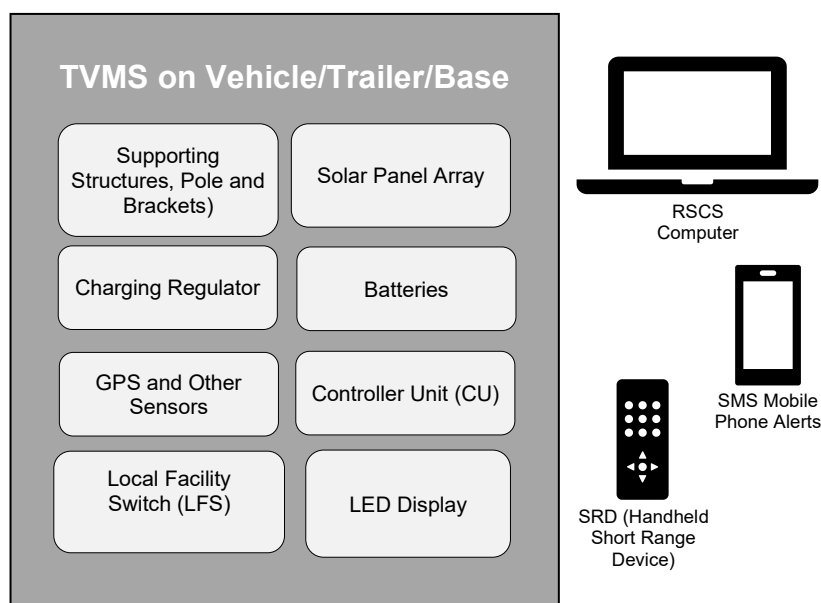 TVMS on Vehicle/Trailer/Base
Supporting
Structures, Pole and
Brackets)
Solar Panel Array
Charging Regulator
Batteries
GPS and Other
Sensors
Controller Unit (CU)
Local Facility
Switch (LFS)
LED Display
RSCS
Computer
SMS Mobile
Phone Alerts
SRD (Handheld
Short Range
Device)